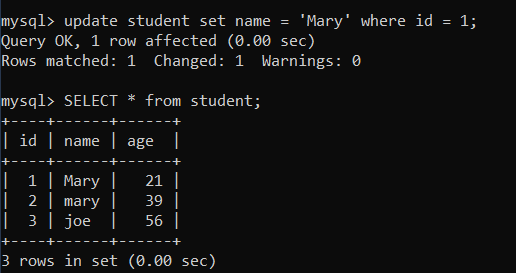 mysql> update student set name = 'Mary' where id = 1;
Query OK, 1 row affected (0.00 sec)
Rows matched: 1  Changed: 1  Warnings: 0

mysql> SELECT * from student;
+----+------+------+
| id | name | age  |
+----+------+------+
|  1 | Mary |   21 |
|  2 | mary |   39 |
|  3 | joe  |   56 |
+----+------+------+
3 rows in set (0.00 sec)